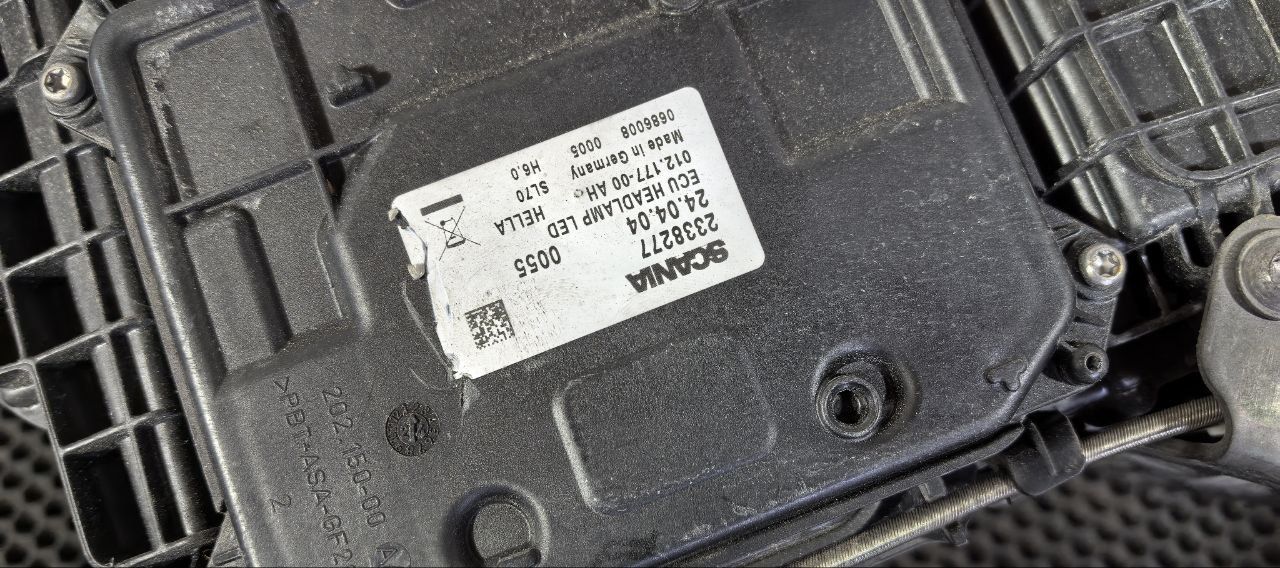 SCANIA
2338277
24.04.04 0055
ECU HEADLAMP LED HELLA
012.177-00 AH SL70
Made in Germany H6.0
0686008 0005
202.150-00
>PBT-ASA-GF2
2